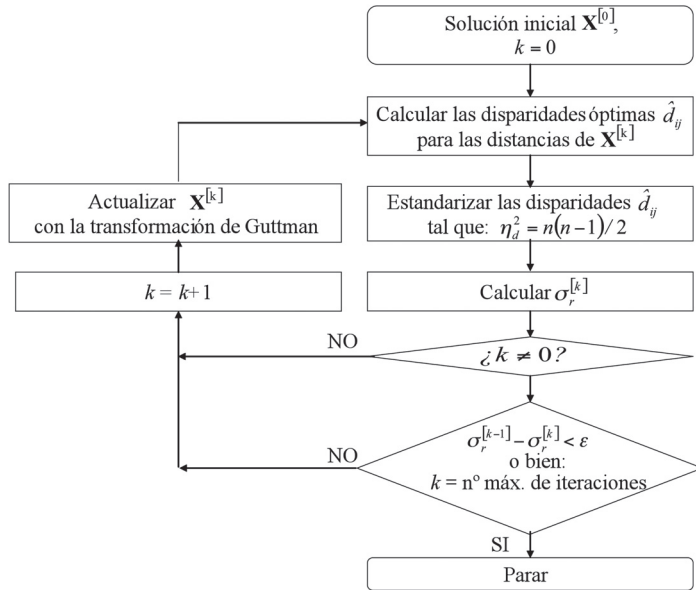 Solución inicial X^[0],
k = 0
Calcular las disparidades óptimas d̂_ij
para las distancias de X^[k]
Actualizar X^[k]
con la transformación de Guttman
Estandarizar las disparidades d̂_ij
tal que: η_d^2 = n(n−1)/2
k = k+1
Calcular σ_r^[k]
NO
¿k ≠ 0?
σ_r^[k−1] − σ_r^[k] < ε
NO
o bien:
k = nº máx. de iteraciones
SI
Parar